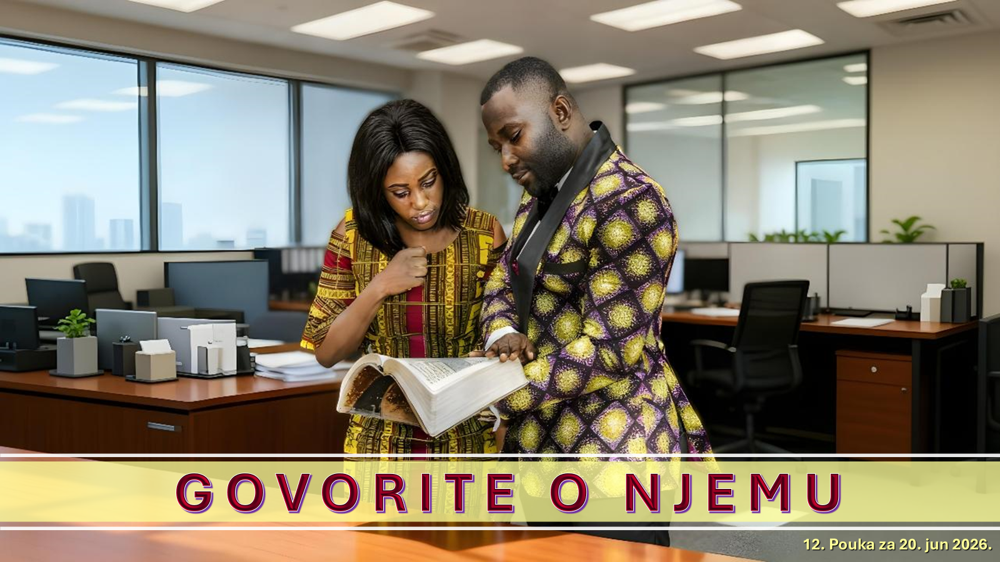 GOVORITE O NJEMU
12. Pouka za 20. jun 2026.